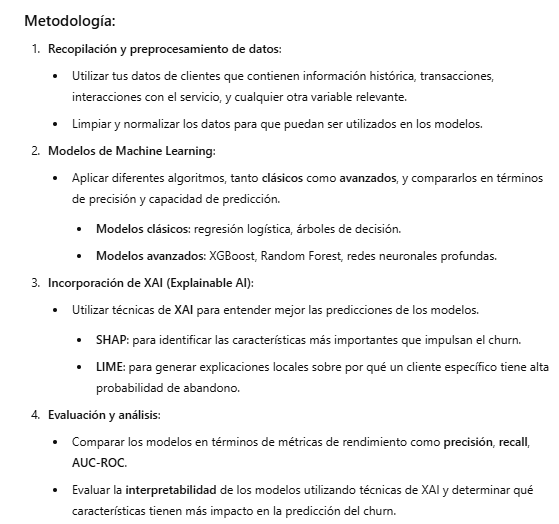 Metodología:
1. Recopilación y preprocesamiento de datos:
• Utilizar tus datos de clientes que contienen información histórica, transacciones,
interacciones con el servicio, y cualquier otra variable relevante.
• Limpiar y normalizar los datos para que puedan ser utilizados en los modelos.
2. Modelos de Machine Learning:
• Aplicar diferentes algoritmos, tanto clásicos como avanzados, y compararlos en términos
de precisión y capacidad de predicción.
• Modelos clásicos: regresión logística, árboles de decisión.
• Modelos avanzados: XGBoost, Random Forest, redes neuronales profundas.
3. Incorporación de XAI (Explainable AI):
• Utilizar técnicas de XAI para entender mejor las predicciones de los modelos.
• SHAP: para identificar las características más importantes que impulsan el churn.
• LIME: para generar explicaciones locales sobre por qué un cliente específico tiene alta
probabilidad de abandono.
4. Evaluación y análisis:
• Comparar los modelos en términos de métricas de rendimiento como precisión, recall,
AUC-ROC.
• Evaluar la interpretabilidad de los modelos utilizando técnicas de XAI y determinar qué
características tienen más impacto en la predicción del churn.